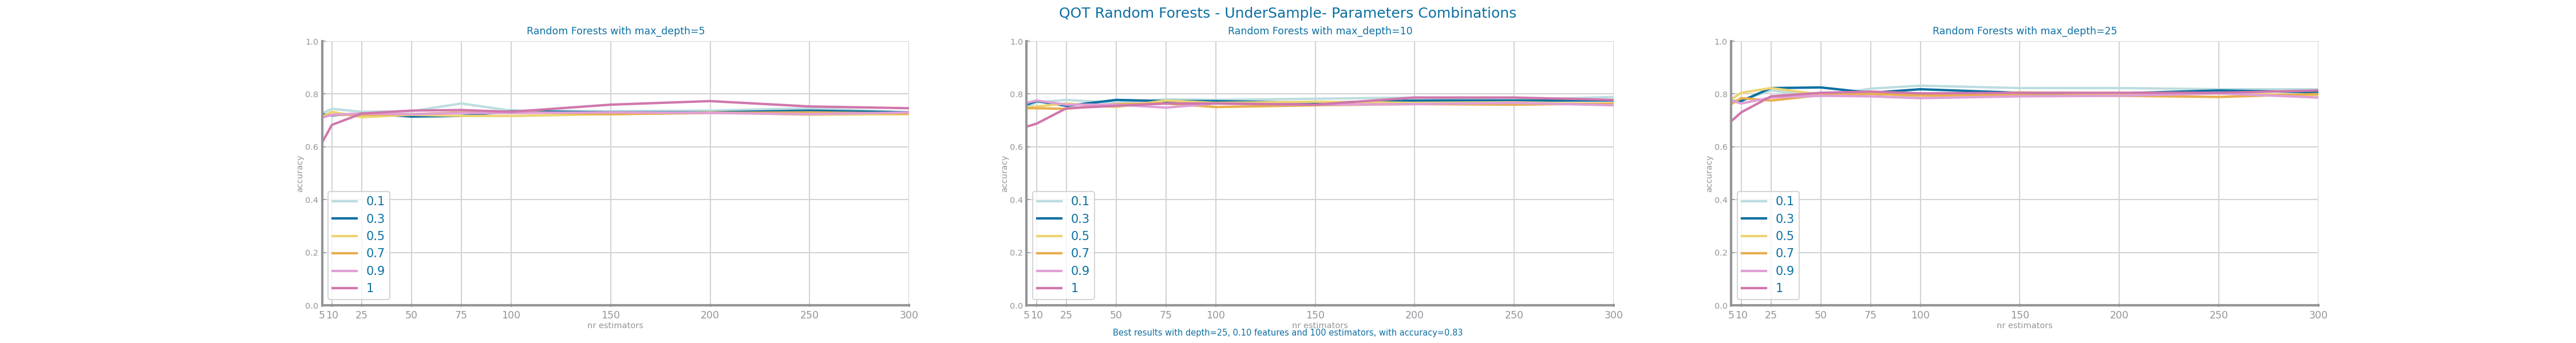 QOT Random Forests - UnderSample- Parameters Combinations
Random Forests with max_depth=5
1.0
0.8
0.6
0.4
0.2
0.0
accuracy
0.1
0.3
0.5
0.7
0.9
1
5 10 25 50 75 100 150 200 250 300
nr estimators
Random Forests with max_depth=10
1.0
0.8
0.6
0.4
0.2
0.0
accuracy
0.1
0.3
0.5
0.7
0.9
1
5 10 25 50 75 100 150 200 250 300
nr estimators
Random Forests with max_depth=25
1.0
0.8
0.6
0.4
0.2
0.0
accuracy
0.1
0.3
0.5
0.7
0.9
1
5 10 25 50 75 100 150 200 250 300
nr estimators
Best results with depth=25, 0.10 features and 100 estimators, with accuracy=0.83